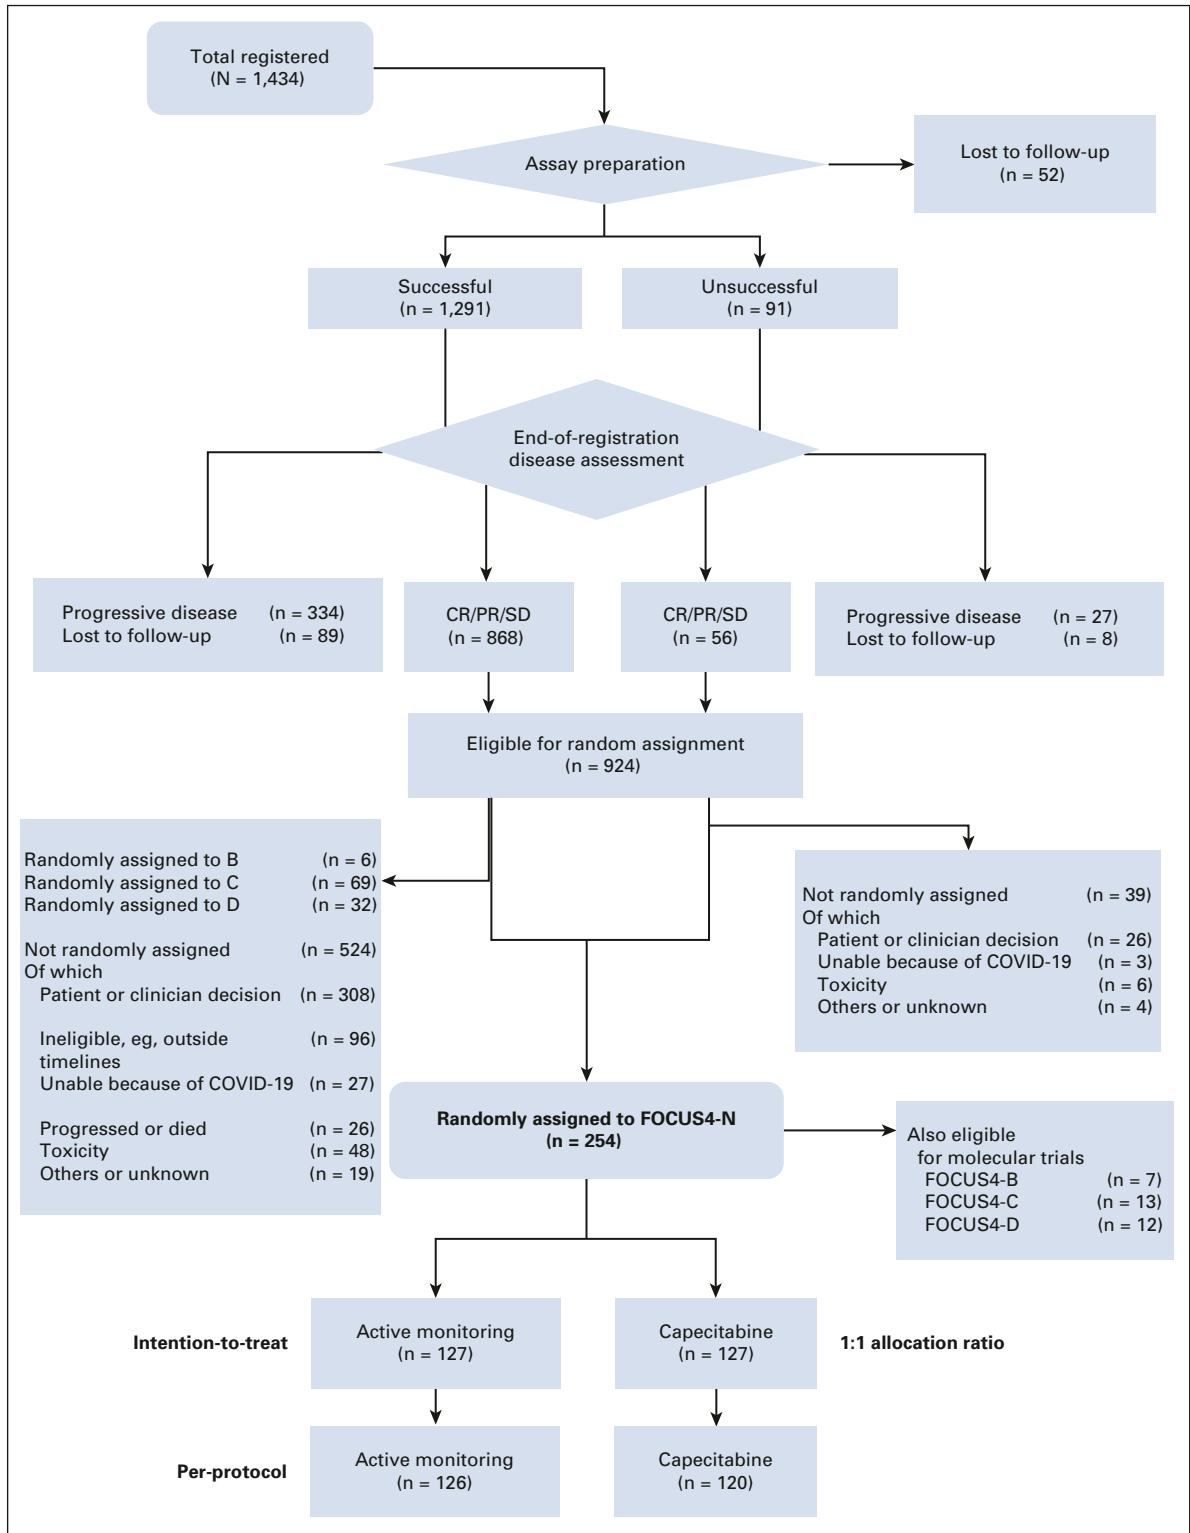 Total registered
(N = 1,434)
Assay preparation
Lost to follow-up
(n = 52)
Successful
(n = 1,291)
Unsuccessful
(n = 91)
End-of-registration
disease assessment
Progressive disease (n = 334)
Lost to follow-up (n = 89)
CR/PR/SD
(n = 868)
CR/PR/SD
(n = 56)
Progressive disease (n = 27)
Lost to follow-up (n = 8)
Eligible for random assignment
(n = 924)
Randomly assigned to B (n = 6)
Randomly assigned to C (n = 69)
Randomly assigned to D (n = 32)
Not randomly assigned (n = 524)
Of which
Patient or clinician decision (n = 308)
Ineligible, eg, outside (n = 96)
timelines
Unable because of COVID-19 (n = 27)
Progressed or died (n = 26)
Toxicity (n = 48)
Others or unknown (n = 19)
Not randomly assigned (n = 39)
Of which
Patient or clinician decision (n = 26)
Unable because of COVID-19 (n = 3)
Toxicity (n = 6)
Others or unknown (n = 4)
Randomly assigned to FOCUS4-N
(n = 254)
Also eligible
for molecular trials
FOCUS4-B (n = 7)
FOCUS4-C (n = 13)
FOCUS4-D (n = 12)
Intention-to-treat
Active monitoring
(n = 127)
Capecitabine
(n = 127)
1:1 allocation ratio
Per-protocol
Active monitoring
(n = 126)
Capecitabine
(n = 120)